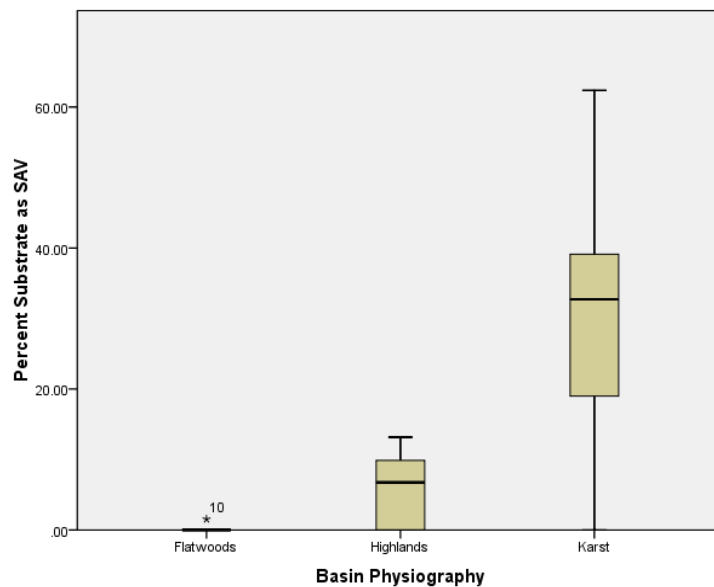 Percent Substrate as SAV
60.00
40.00
20.00
.00
* 10
Flatwoods Highlands Karst
Basin Physiography